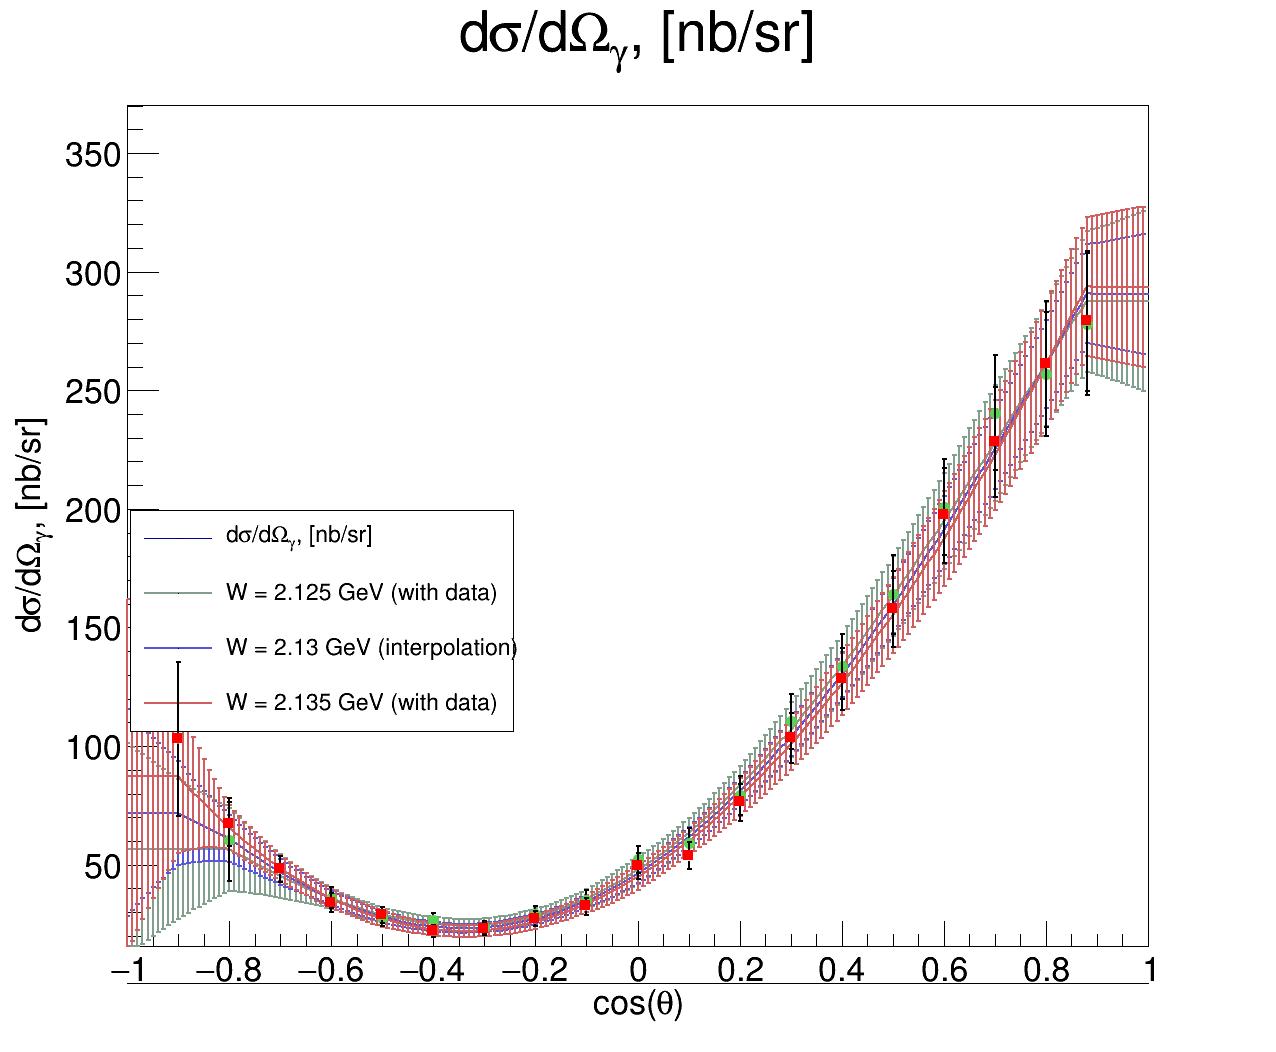 dσ/dΩγ, [nb/sr]
dσ/dΩγ, [nb/sr]
350
300
250
200
150
100
50
dσ/dΩγ, [nb/sr]
W = 2.125 GeV (with data)
W = 2.13 GeV (interpolation)
W = 2.135 GeV (with data)
−1 −0.8 −0.6 −0.4 −0.2 0 0.2 0.4 0.6 0.8 1
cos(θ)